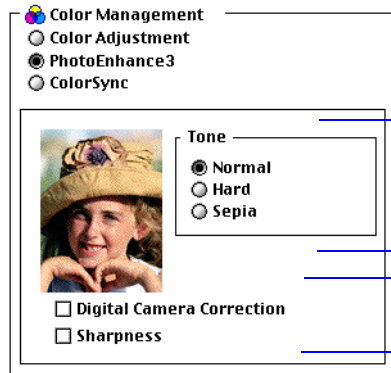 Color Management
Color Adjustment
PhotoEnhance3
ColorSync
Tone
Normal
Hard
Sepia
Digital Camera Correction
Sharpness